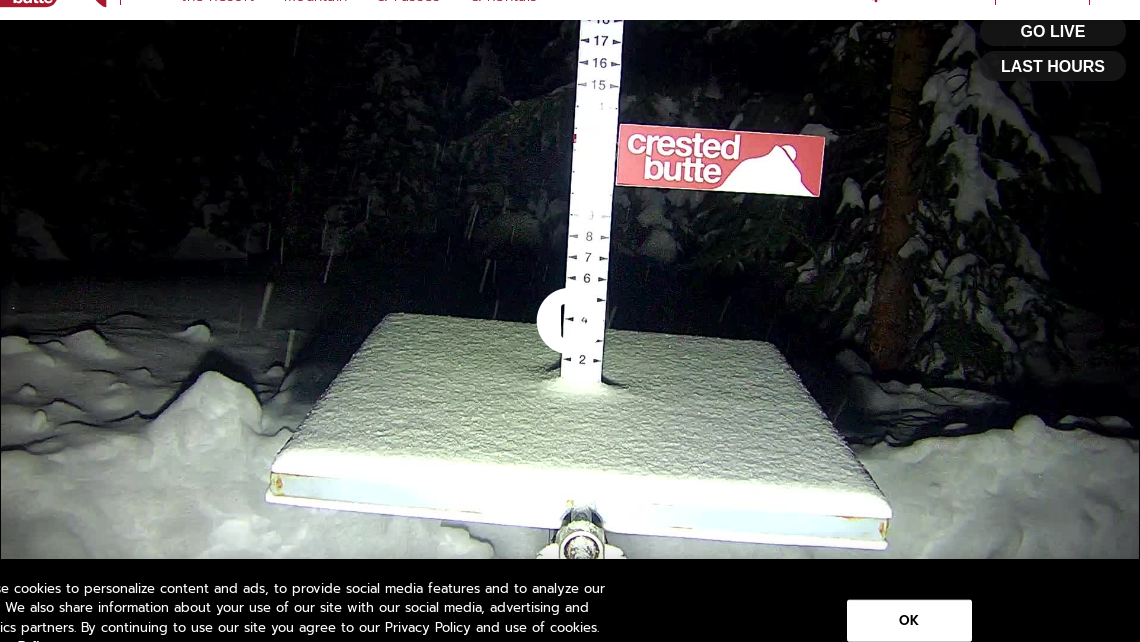 butte
GO LIVE
LAST HOURS
17
16
15
crested
butte
9
8
7
6
4
2
se cookies to personalize content and ads, to provide social media features and to analyze our
We also share information about your use of our site with our social media, advertising and
ics partners. By continuing to use our site you agree to our Privacy Policy and use of cookies.
OK